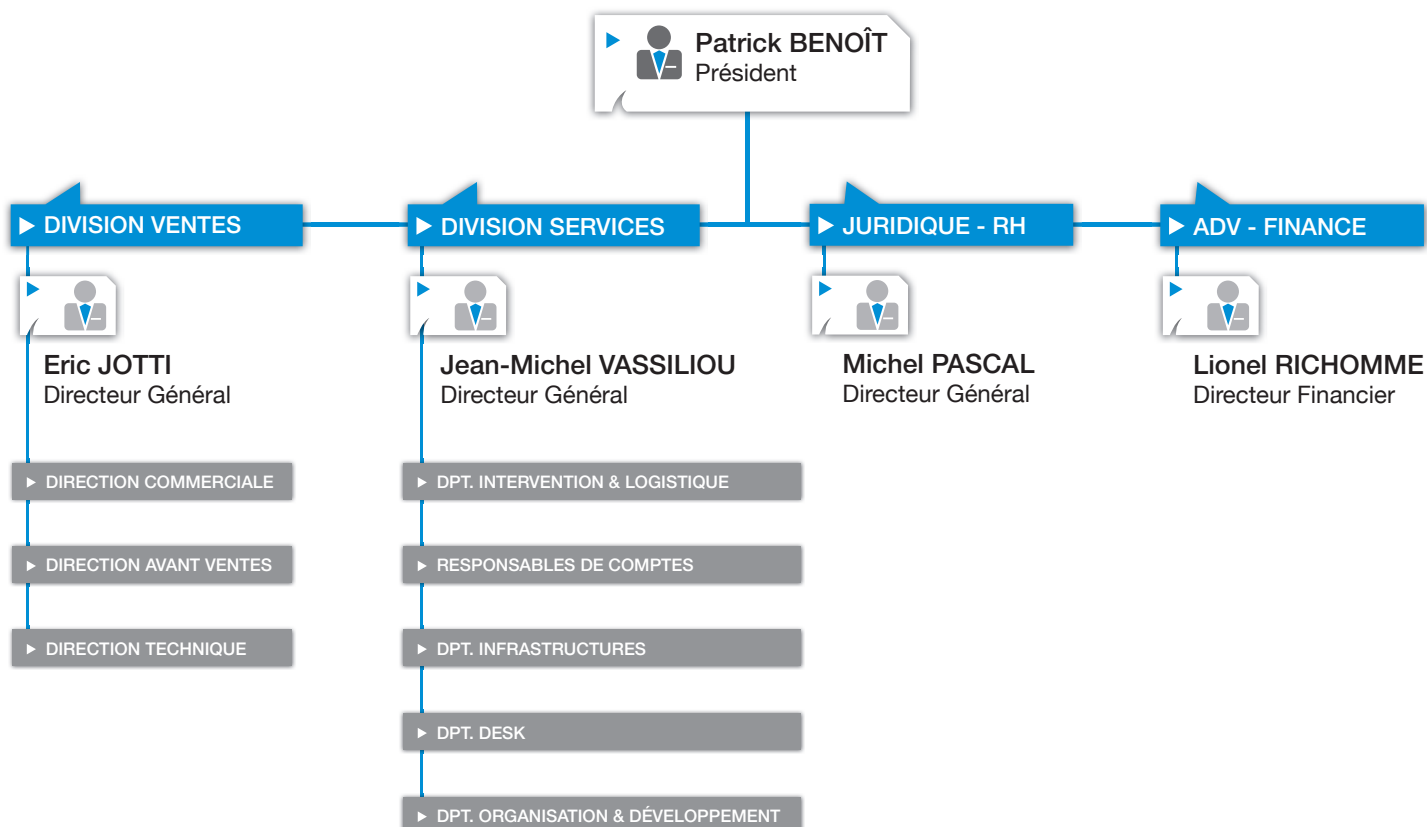 Patrick BENOÎT
Président
DIVISION VENTES
DIVISION SERVICES
JURIDIQUE - RH
ADV - FINANCE
Eric JOTTI
Directeur Général
Jean-Michel VASSILIOU
Directeur Général
Michel PASCAL
Directeur Général
Lionel RICHOMME
Directeur Financier
DIRECTION COMMERCIALE
DIRECTION AVANT VENTES
DIRECTION TECHNIQUE
DPT. INTERVENTION & LOGISTIQUE
RESPONSABLES DE COMPTES
DPT. INFRASTRUCTURES
DPT. DESK
DPT. ORGANISATION & DÉVELOPPEMENT